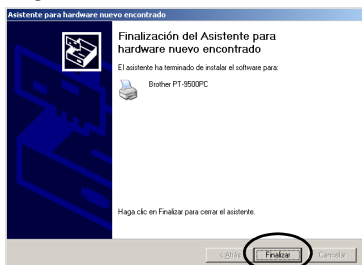 Asistente para hardware nuevo encontrado
Finalización del Asistente para
hardware nuevo encontrado
El asistente ha terminado de instalar el software para:
Brother PT-9500PC
Haga clic en Finalizar para cerrar el asistente.
< Atrás Finalizar Cancelar